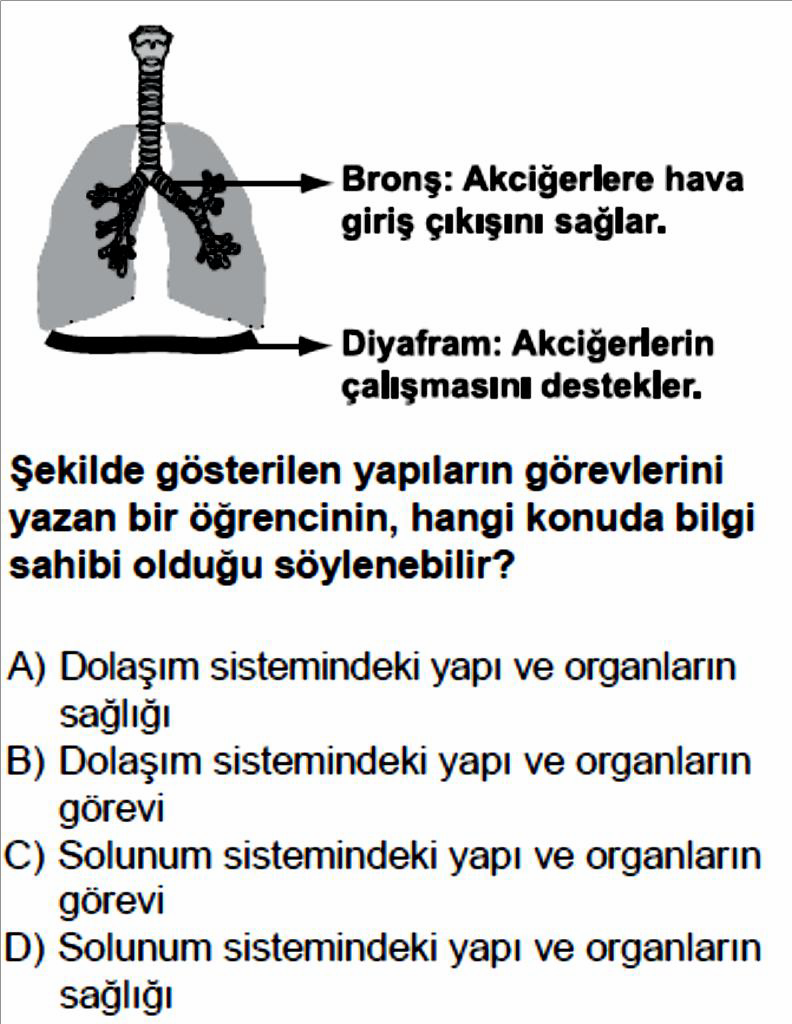 Bronş: Akciğerlere hava
giriş çıkışını sağlar.
Diyafram: Akciğerlerin
çalışmasını destekler.
Şekilde gösterilen yapıların görevlerini
yazan bir öğrencinin, hangi konuda bilgi
sahibi olduğu söylenebilir?
A) Dolaşım sistemindeki yapı ve organların
sağlığı
B) Dolaşım sistemindeki yapı ve organların
görevi
C) Solunum sistemindeki yapı ve organların
görevi
D) Solunum sistemindeki yapı ve organların
sağlığı